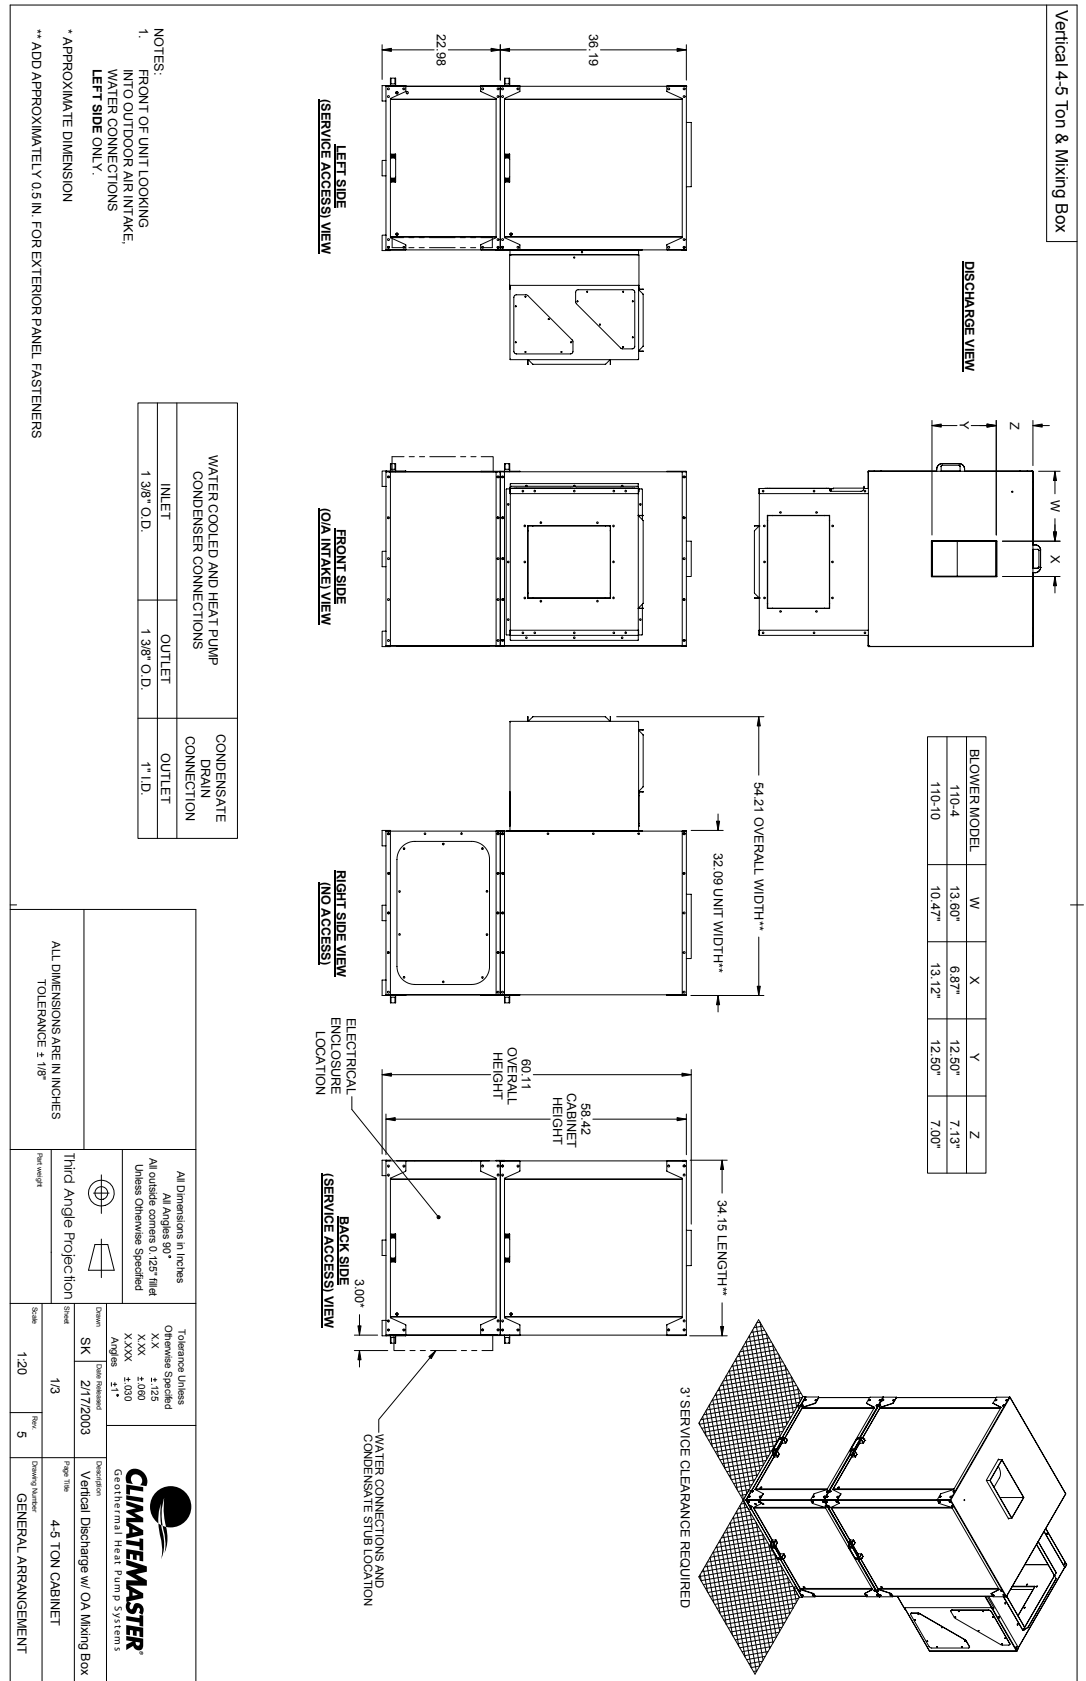 Vertical 4-5 Ton & Mixing Box
DISCHARGE VIEW
Z
Y
W
X
BLOWER MODEL W X Y Z
110-4 13.60" 6.87" 12.50" 7.13"
110-10 10.47" 13.12" 12.50" 7.00"
3' SERVICE CLEARANCE REQUIRED
36.19
22.98
LEFT SIDE
(SERVICE ACCESS) VIEW
FRONT SIDE
(O/A INTAKE) VIEW
54.21 OVERALL WIDTH**
32.09 UNIT WIDTH**
RIGHT SIDE VIEW
(NO ACCESS)
60.11
OVERALL
HEIGHT
58.42
CABINET
HEIGHT
34.15 LENGTH**
ELECTRICAL
ENCLOSURE
LOCATION
BACK SIDE
(SERVICE ACCESS) VIEW
3.00*
WATER CONNECTIONS AND
CONDENSATE STUB LOCATION
NOTES:
1. FRONT OF UNIT LOOKING
INTO OUTDOOR AIR INTAKE,
WATER CONNECTIONS
LEFT SIDE ONLY.
* APPROXIMATE DIMENSION
** ADD APPROXIMATELY 0.5 IN. FOR EXTERIOR PANEL FASTENERS
WATER COOLED AND HEAT PUMP
CONDENSER CONNECTIONS
CONDENSATE
DRAIN
CONNECTION
INLET OUTLET OUTLET
1 3/8" O.D. 1 3/8" O.D. 1" I.D.
ALL DIMENSIONS ARE IN INCHES
TOLERANCE ± 1/8"
All Dimensions in Inches
All Angles 90°
All outside corners 0.125" fillet
Unless Otherwise Specified
Third Angle Projection
Part weight
Tolerance Unless
Otherwise Specified
X.X ±.125
X.XX ±.060
X.XXX ±.030
Angles ±1°
Drawn
SK
Date Released
2/17/2003
Sheet
1/3
Scale
1:20
Rev.
5
CLIMATEMASTER®
Geothermal Heat Pump Systems
Description
Vertical Discharge w/ OA Mixing Box
Page Title
4-5 TON CABINET
Drawing Number
GENERAL ARRANGEMENT